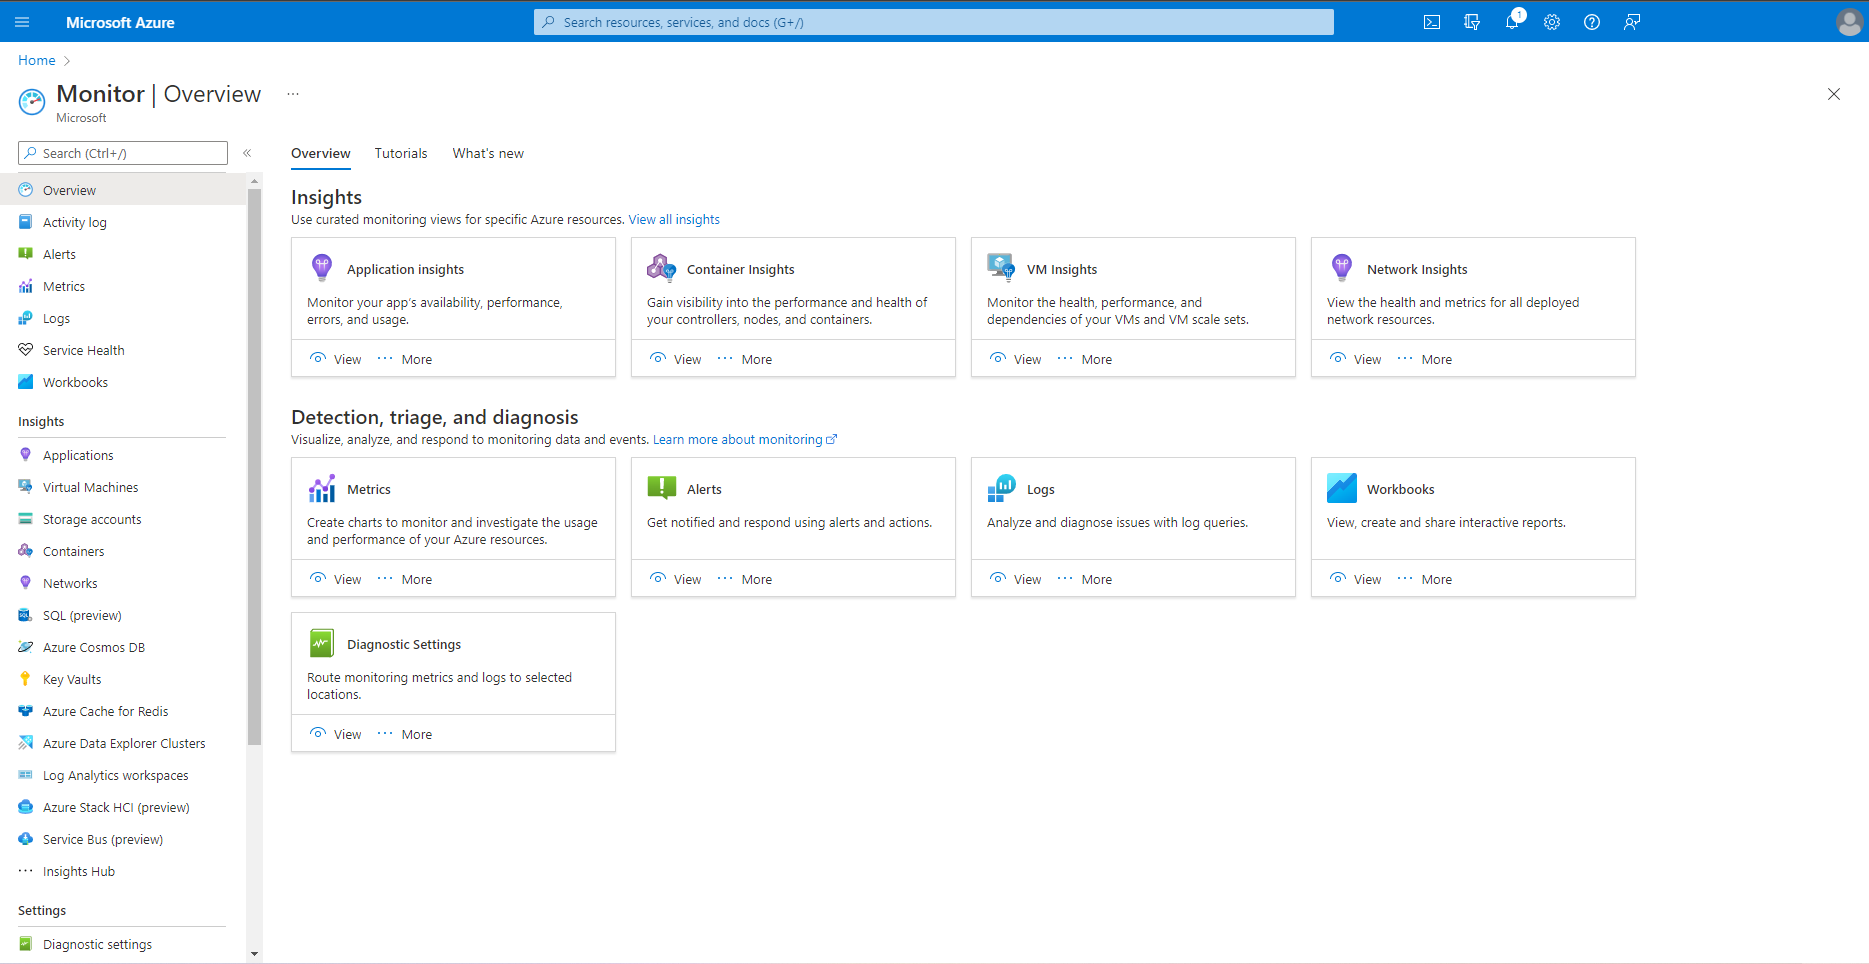 Microsoft Azure
Search resources, services, and docs (G+/)
1
Home
Monitor | Overview
...
Microsoft
Search (Ctrl+/)
«
Overview
Activity log
Alerts
Metrics
Logs
Service Health
Workbooks
Insights
Applications
Virtual Machines
Storage accounts
Containers
Networks
SQL (preview)
Azure Cosmos DB
Key Vaults
Azure Cache for Redis
Azure Data Explorer Clusters
Log Analytics workspaces
Azure Stack HCI (preview)
Service Bus (preview)
Insights Hub
Settings
Diagnostic settings
Overview Tutorials What's new
Insights
Use curated monitoring views for specific Azure resources. View all insights
Application insights
Monitor your app's availability, performance,
errors, and usage.
View ... More
Container Insights
Gain visibility into the performance and health of
your controllers, nodes, and containers.
View ... More
VM Insights
Monitor the health, performance, and
dependencies of your VMs and VM scale sets.
View ... More
Network Insights
View the health and metrics for all deployed
network resources.
View ... More
Detection, triage, and diagnosis
Visualize, analyze, and respond to monitoring data and events. Learn more about monitoring
Metrics
Create charts to monitor and investigate the usage
and performance of your Azure resources.
View ... More
Alerts
Get notified and respond using alerts and actions.
View ... More
Logs
Analyze and diagnose issues with log queries.
View ... More
Workbooks
View, create and share interactive reports.
View ... More
Diagnostic Settings
Route monitoring metrics and logs to selected
locations.
View ... More